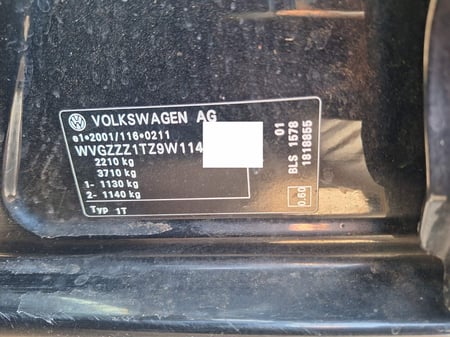 VOLKSWAGEN AG
e1*2001/116*0211
WVGZZZ1TZ9W114
2210 kg
3710 kg
1- 1130 kg
2- 1140 kg
Typ 1T
01
BLS 1578
1818855
0.60